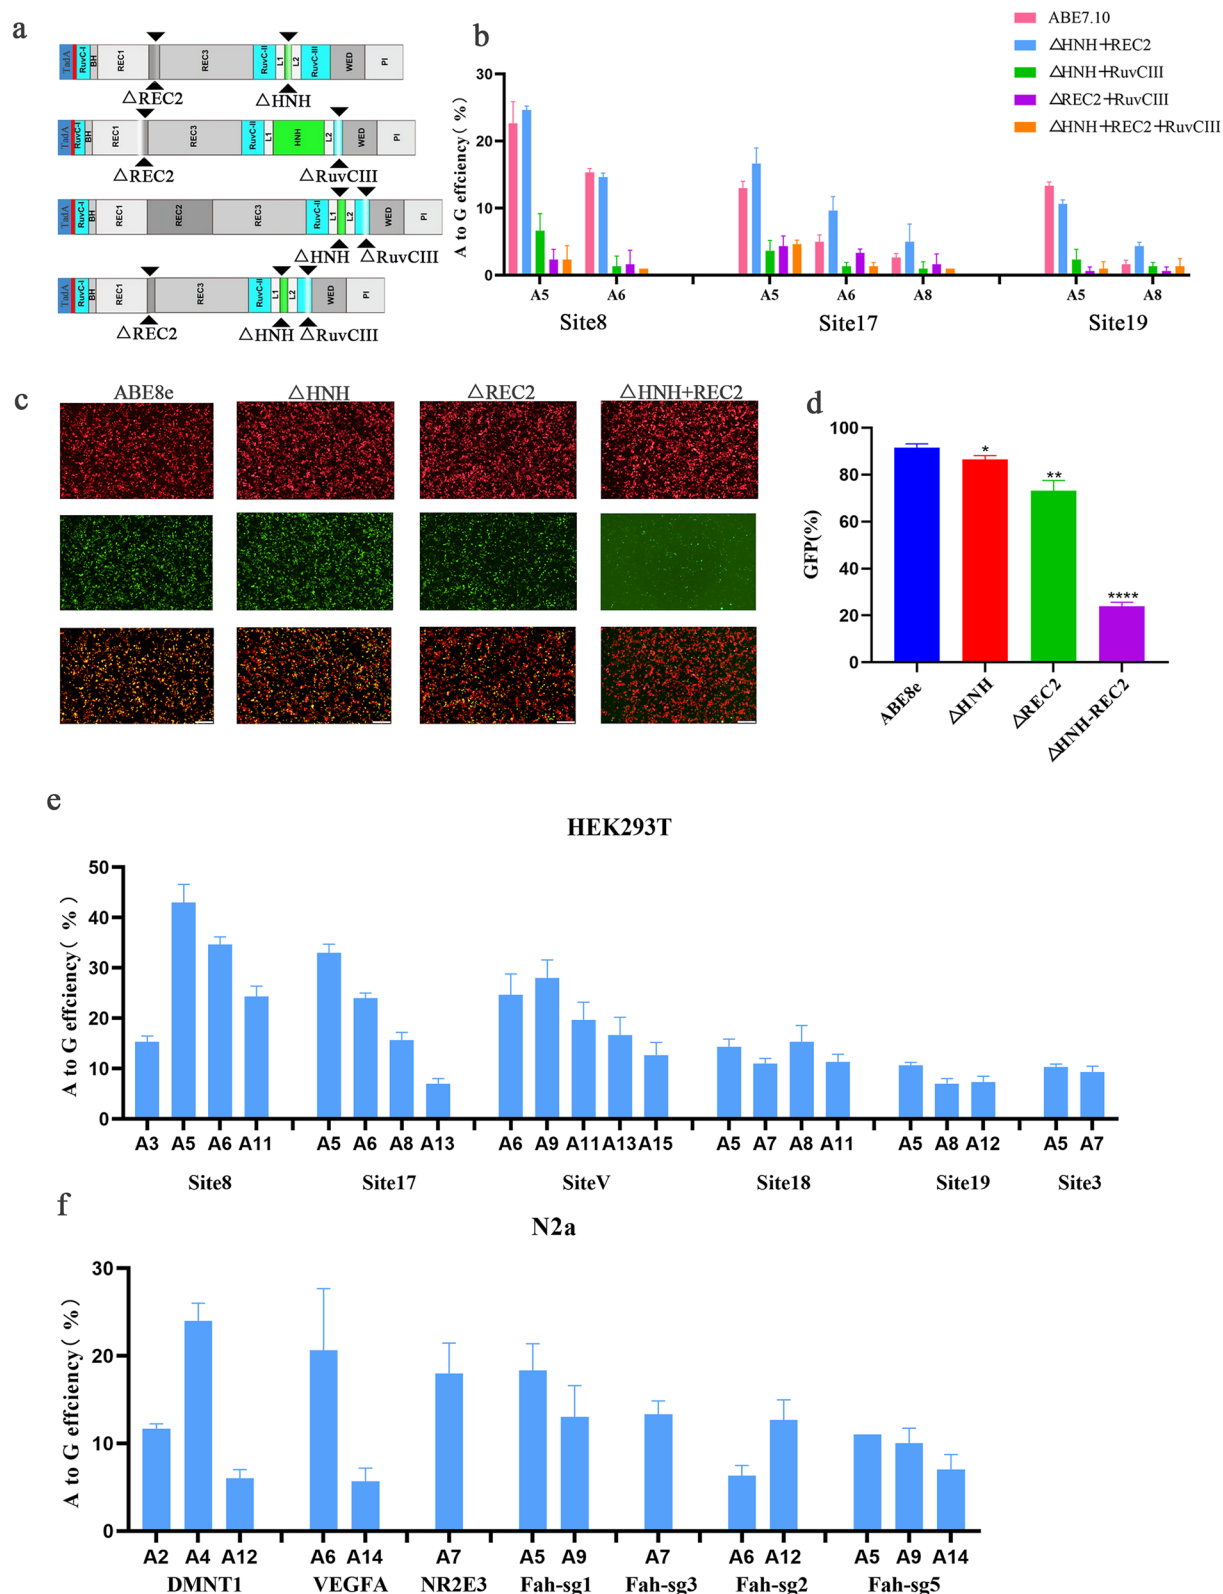 a
TadA RuvC-I BH REC1 REC3 RuvC-II L1 L2 RuvC-III WED PI
△REC2 △HNH
TadA RuvC-I BH REC1 REC3 RuvC-II L1 HNH L2 WED PI
△REC2 △RuvCIII
TadA RuvC-I BH REC1 REC2 REC3 RuvC-II L1 L2 WED PI
△HNH △RuvCIII
TadA RuvC-I BH REC1 REC3 RuvC-II L1 L2 WED PI
△REC2 △HNH △RuvCIII
b
ABE7.10
△HNH+REC2
△HNH+RuvCIII
△REC2+RuvCIII
△HNH+REC2+RuvCIII
A to G effciency( %)
30
20
10
0
A5 A6 A5 A6 A8 A5 A8
Site8 Site17 Site19
c
ABE8e △HNH △REC2 △HNH+REC2
d
GFP(%)
100
80
60
40
20
0
* ** ****
ABE8e ΔHNH ΔREC2 ΔHNH-REC2
e
HEK293T
A to G effciency( %)
50
40
30
20
10
0
A3 A5 A6 A11 A5 A6 A8 A13 A6 A9 A11 A13 A15 A5 A7 A8 A11 A5 A8 A12 A5 A7
Site8 Site17 SiteV Site18 Site19 Site3
f
N2a
A to G effciency( %)
30
20
10
0
A2 A4 A12 A6 A14 A7 A5 A9 A7 A6 A12 A5 A9 A14
DMNT1 VEGFA NR2E3 Fah-sg1 Fah-sg3 Fah-sg2 Fah-sg5